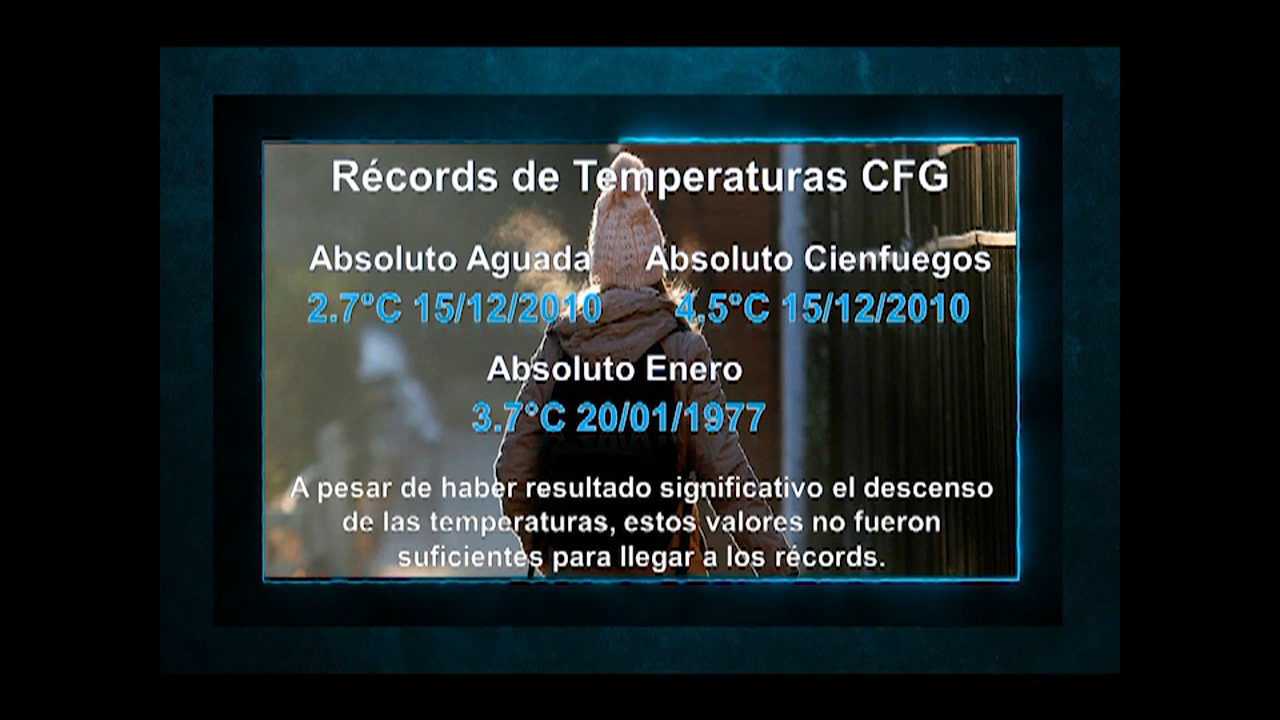 Récords de Temperaturas CFG
Absoluto Aguada
2.7°C 15/12/2010
Absoluto Cienfuegos
4.5°C 15/12/2010
Absoluto Enero
3.7°C 20/01/1977
A pesar de haber resultado significativo el descenso
de las temperaturas, estos valores no fueron
suficientes para llegar a los récords.